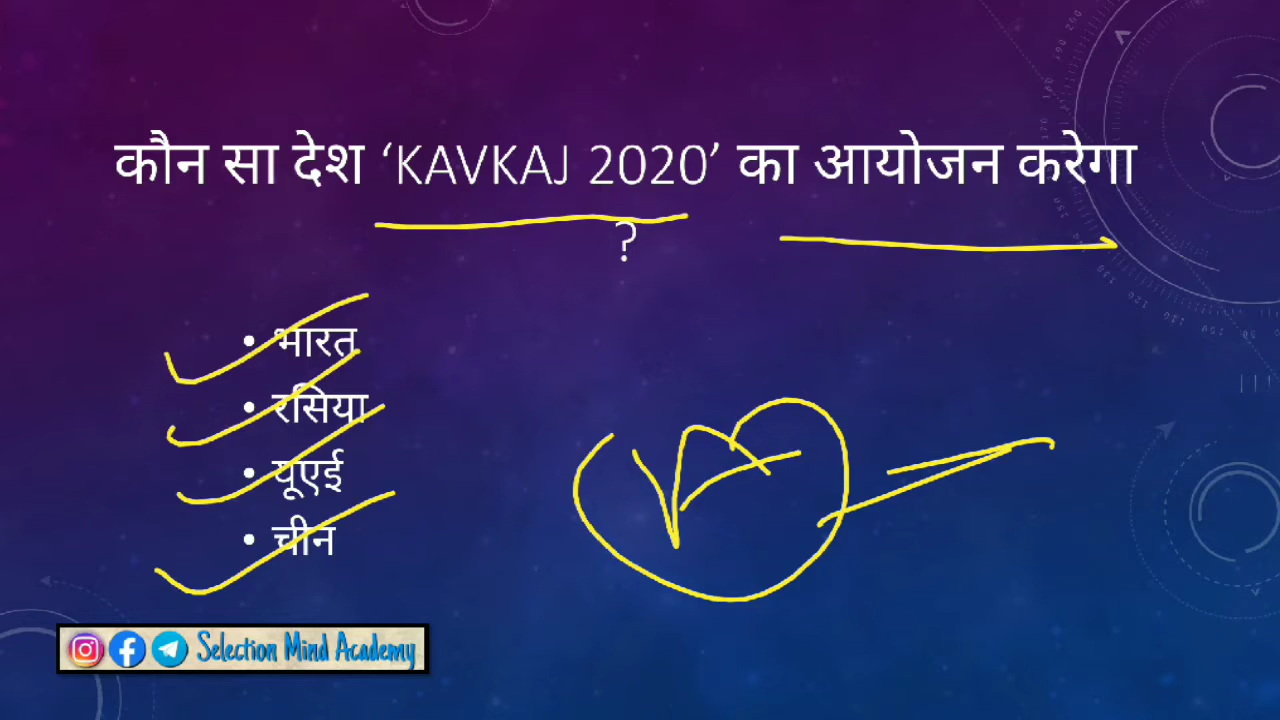 कौन सा देश ‘KAVKAJ 2020’ का आयोजन करेगा
?
• भारत
• रसिया
• यूएई
• चीन
Selection Mind Academy